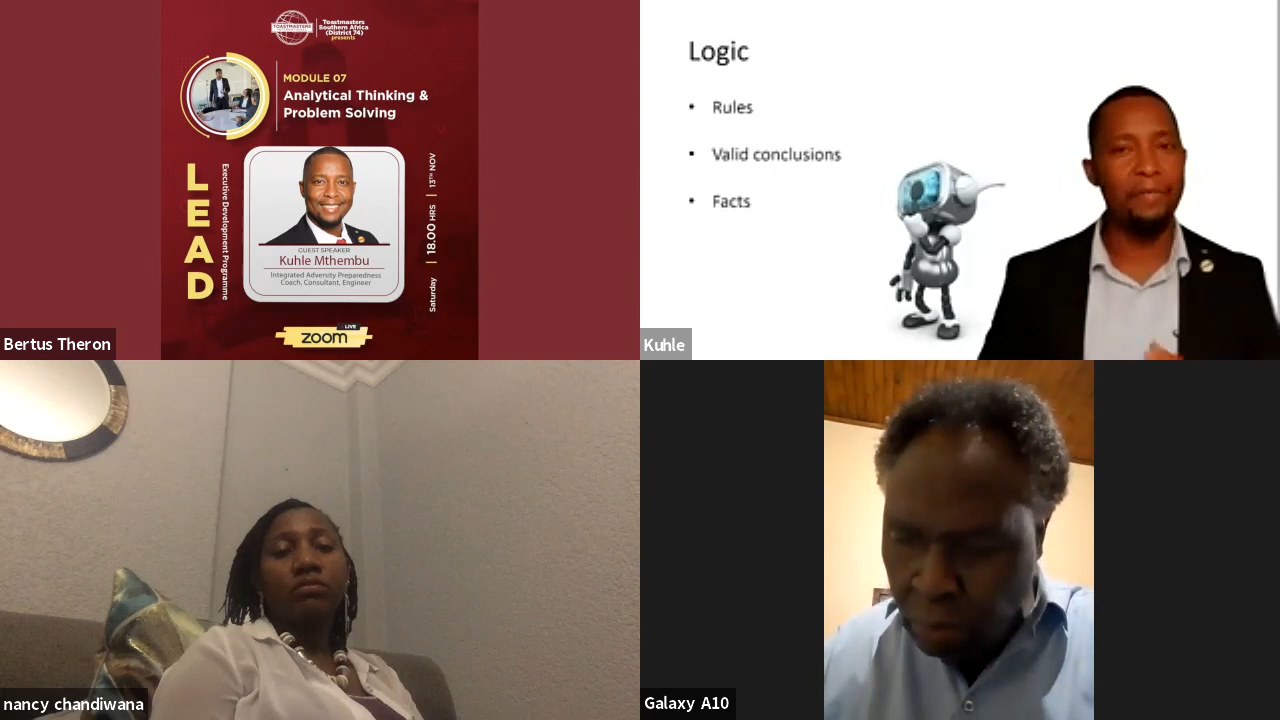 TOASTMASTERS
INTERNATIONAL
Toastmasters
Southern Africa
(District 74)
presents
MODULE 07
Analytical Thinking &
Problem Solving
LEAD
Executive Development Programme
GUEST SPEAKER
Kuhle Mthembu
Integrated Adversity Preparedness
Coach, Consultant, Engineer
Saturday | 18.00 HRS | 13TH NOV
LIVE
zoom
Bertus Theron
Logic
• Rules
• Valid conclusions
• Facts
Kuhle
nancy chandiwana
Galaxy A10